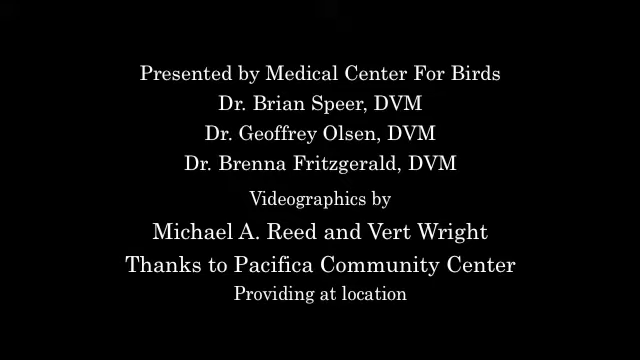 Presented by Medical Center For Birds
Dr. Brian Speer, DVM
Dr. Geoffrey Olsen, DVM
Dr. Brenna Fritzgerald, DVM
Videographics by
Michael A. Reed and Vert Wright
Thanks to Pacifica Community Center
Providing at location